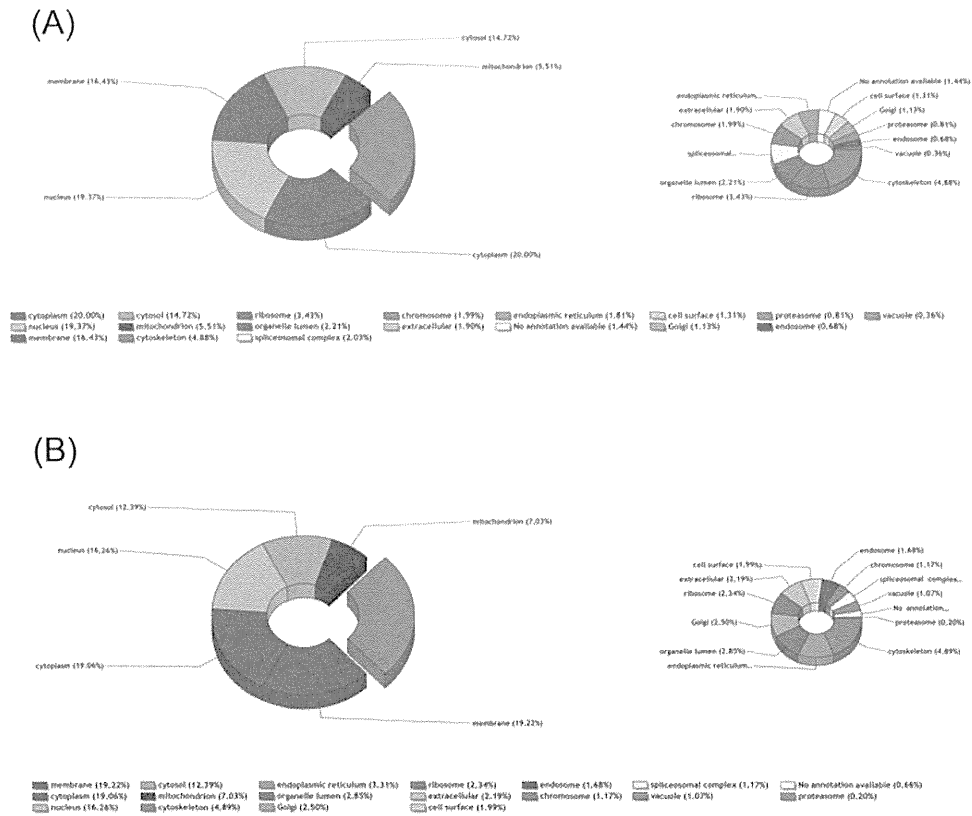 (A)
cytosol (14,72%)
mitochondrion (5,51%)
membrane (16,43%)
nucleus (19,37%)
cytoplasm (20,00%)
No annotation available (1,44%)
endoplasmic reticulum...
cell surface (1,31%)
extracellular (1,90%)
Golgi (1,13%)
chromosome (1,99%)
proteasome (0,81%)
endosome (0,68%)
spliceosomal...
vacuole (0,36%)
organelle lumen (2,21%)
cytoskeleton (4,88%)
ribosome (3,43%)
cytoplasm (20,00%) cytosol (14,72%) ribosome (3,43%) chromosome (1,99%) endoplasmic reticulum (1,81%) cell surface (1,31%) proteasome (0,81%) vacuole (0,36%)
nucleus (19,37%) mitochondrion (5,51%) organelle lumen (2,21%) extracellular (1,90%) No annotation available (1,44%) Golgi (1,13%) endosome (0,68%)
membrane (16,43%) cytoskeleton (4,88%) spliceosomal complex (2,03%)
(B)
cytosol (12,39%)
mitochondrion (7,03%)
nucleus (16,26%)
cytoplasm (19,06%)
membrane (19,22%)
endosome (1,68%)
cell surface (1,99%)
chromosome (1,17%)
extracellular (2,19%)
spliceosomal complex...
ribosome (2,34%)
vacuole (1,07%)
Golgi (2,50%)
No annotation...
proteasome (0,20%)
organelle lumen (2,85%)
cytoskeleton (4,89%)
endoplasmic reticulum...
membrane (19,22%) cytosol (12,39%) endoplasmic reticulum (3,31%) ribosome (2,34%) endosome (1,68%) spliceosomal complex (1,17%) No annotation available (0,66%)
cytoplasm (19,06%) mitochondrion (7,03%) organelle lumen (2,85%) extracellular (2,19%) chromosome (1,17%) vacuole (1,07%) proteasome (0,20%)
nucleus (16,26%) cytoskeleton (4,89%) Golgi (2,50%) cell surface (1,99%)